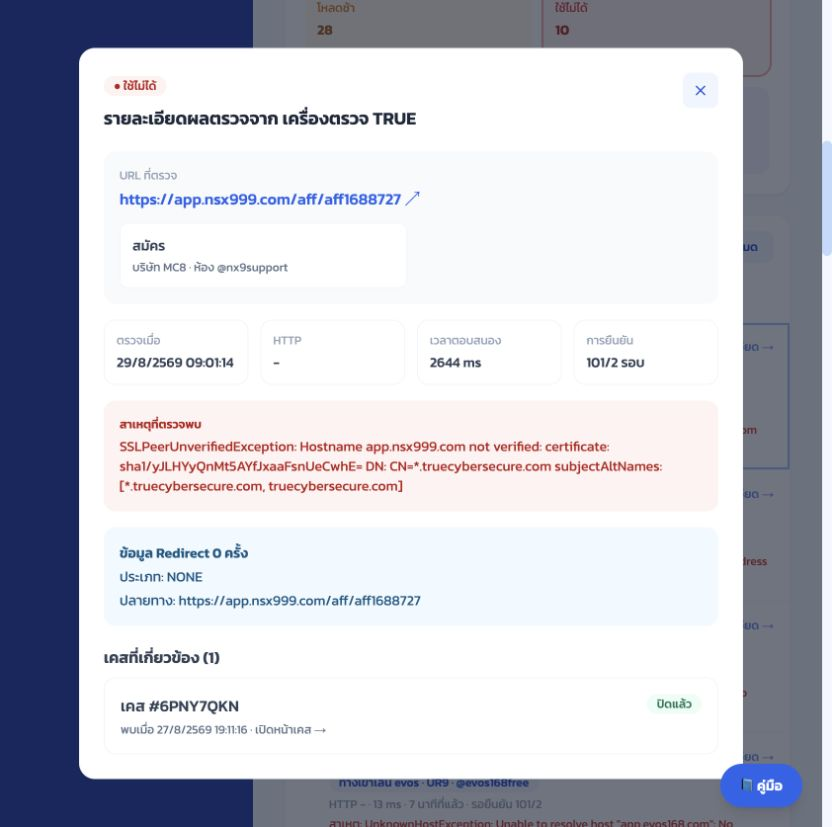 โหลดช้า
28
ใช้ไม่ได้
10
ใช้ไม่ได้
รายละเอียดผลตรวจจาก เครื่องตรวจ TRUE
URL ที่ตรวจ
https://app.nsx999.com/aff/aff1688727
สมัคร
บริษัท MC8 · ห้อง @nx9support
ตรวจเมื่อ
29/8/2569 09:01:14
HTTP
-
เวลาตอบสนอง
2644 ms
การยืนยัน
101/2 รอบ
สาเหตุที่ตรวจพบ
SSLPeerUnverifiedException: Hostname app.nsx999.com not verified: certificate:
sha1/yJLHYyQnMt5AYfJxaaFsnUeCwhE= DN: CN=*.truecybersecure.com subjectAltNames:
[*.truecybersecure.com, truecybersecure.com]
ข้อมูล Redirect 0 ครั้ง
ประเภท: NONE
ปลายทาง: https://app.nsx999.com/aff/aff1688727
เคสที่เกี่ยวข้อง (1)
เคส #6PNY7QKN
ปิดแล้ว
พบเมื่อ 27/8/2569 19:11:16 · เปิดหน้าเคส →
คู่มือ
ทางเข้าเล่น evos · UR9 · @evos168free
HTTP - · 13 ms · 7 นาทีที่แล้ว · รอยืนยัน 101/2
สาเหตุ: UnknownHostException: Unable to resolve host "app.evos168.com": No